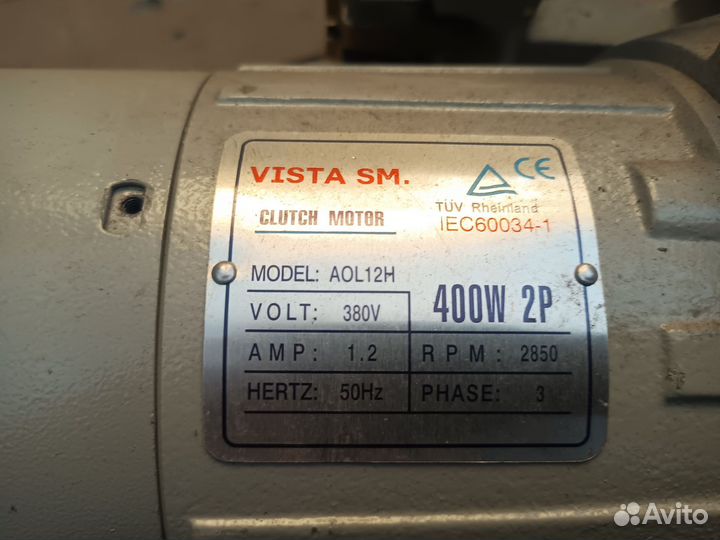 VISTA SM.
CE
TÜV Rheinland
CLUTCH MOTOR
IEC60034-1
MODEL: AOL12H
VOLT: 380V
400W 2P
AMP: 1.2 RPM: 2850
HERTZ: 50Hz PHASE: 3
Avito